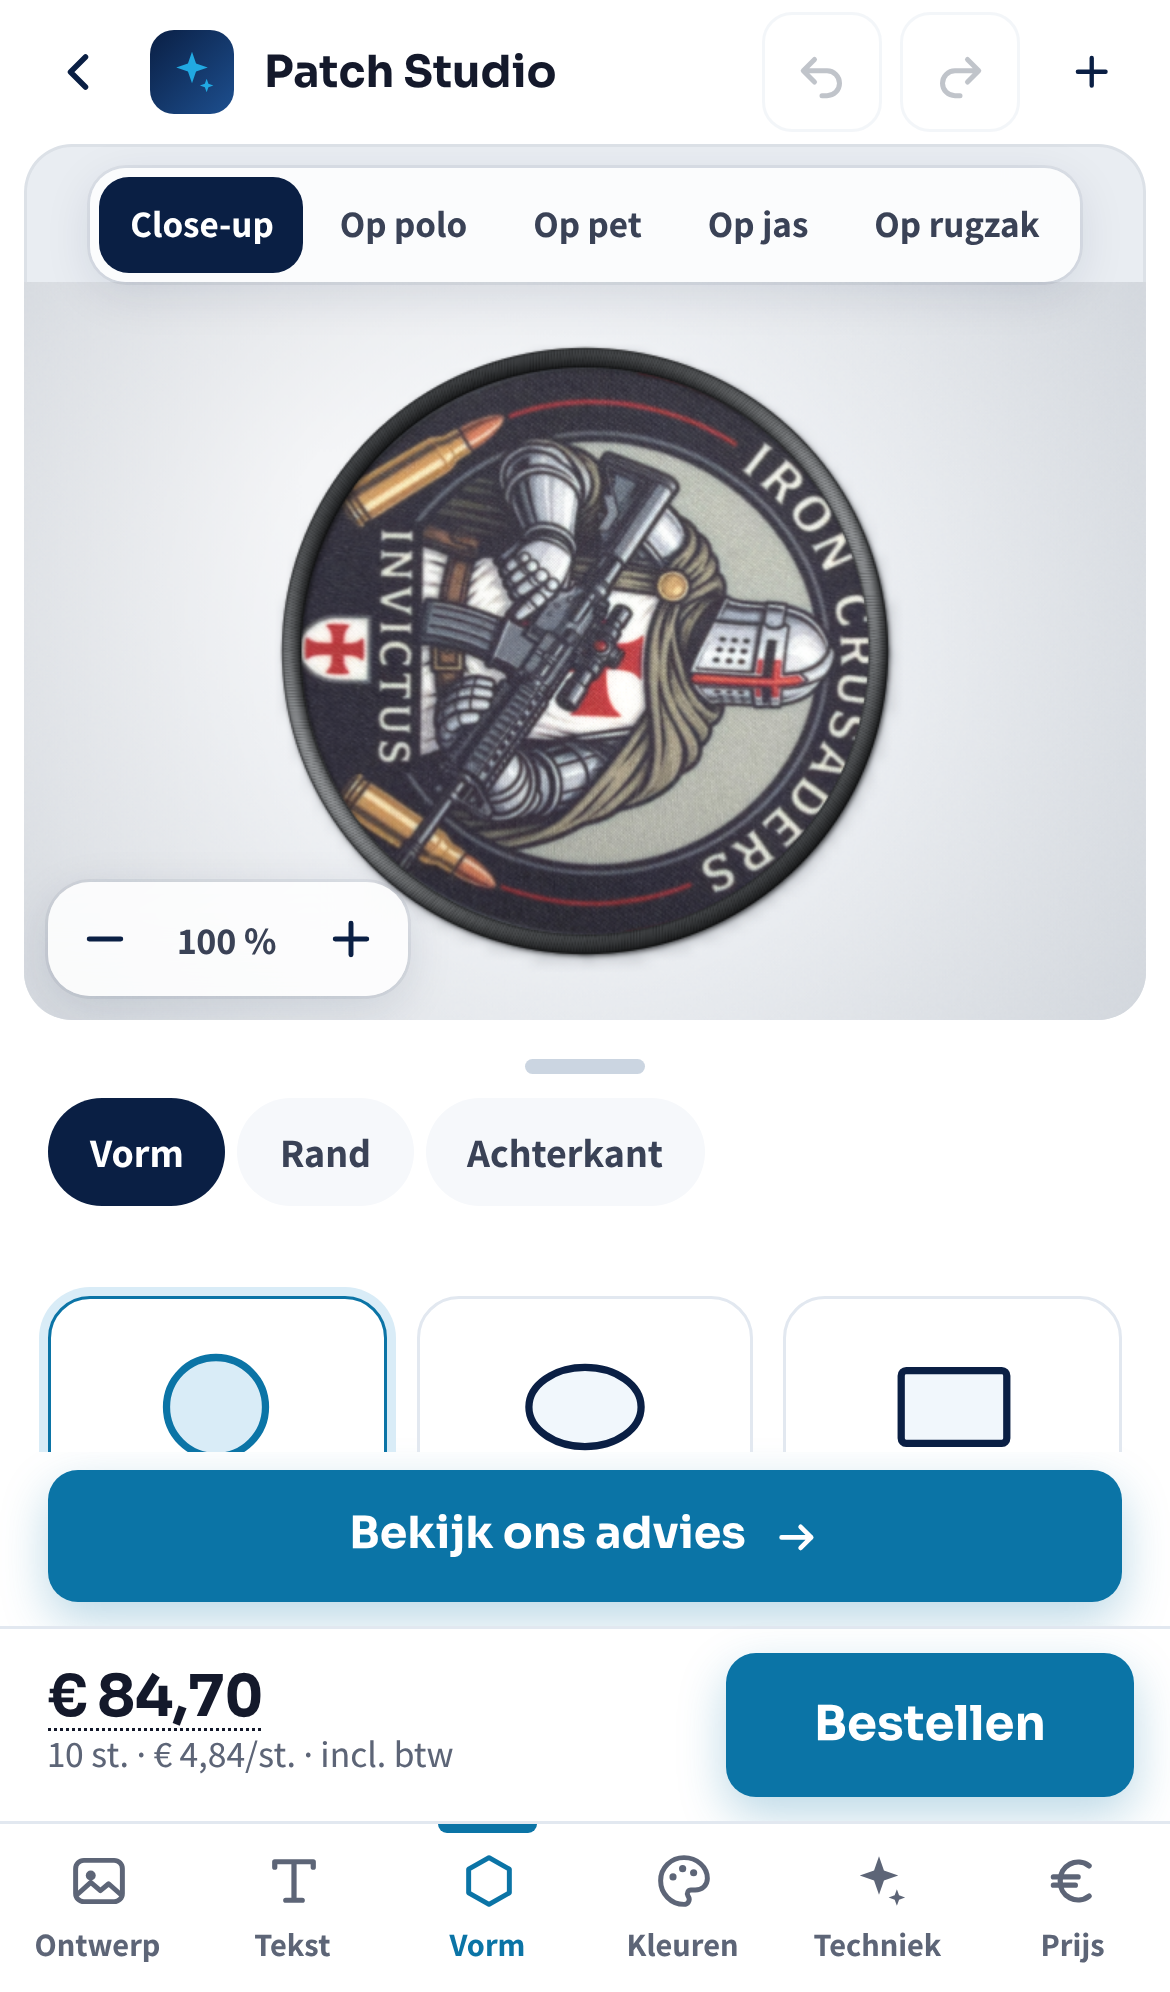 Patch Studio
Close-up Op polo Op pet Op jas Op rugzak
IRON CRUSADERS
INVICTUS
100 %
Vorm Rand Achterkant
Bekijk ons advies →
€ 84,70
10 st. · € 4,84/st. · incl. btw
Bestellen
Ontwerp Tekst Vorm Kleuren Techniek Prijs